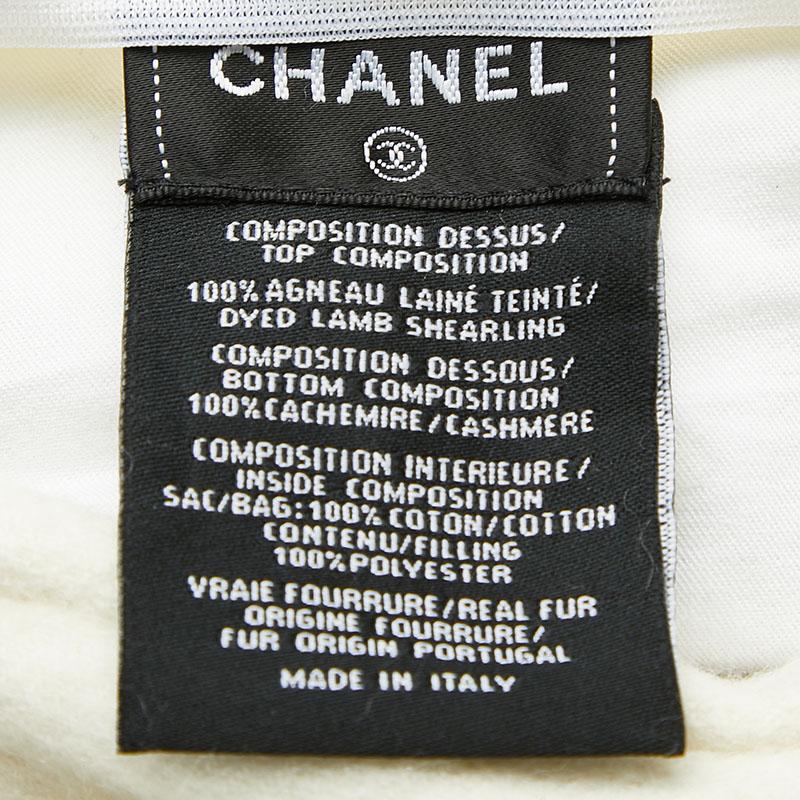 CHANEL
COMPOSITION DESSUS/
TOP COMPOSITION
100% AGNEAU LAINÉ TEINTÉ/
DYED LAMB SHEARLING
COMPOSITION DESSOUS/
BOTTOM COMPOSITION
100% CACHEMIRE/CASHMERE
COMPOSITION INTERIEURE/
INSIDE COMPOSITION
SAC/BAG:100% COTON/COTTON
CONTENU/FILLING
100% POLYESTER
VRAIE FOURRURE/REAL FUR
ORIGINE FOURRURE/
FUR ORIGIN PORTUGAL
MADE IN ITALY